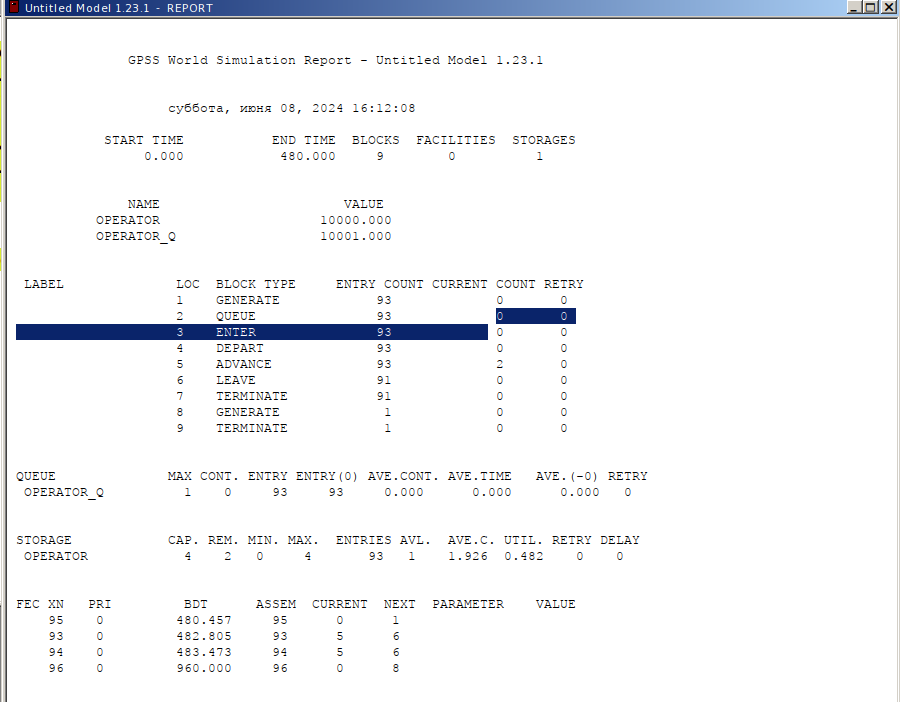 Untitled Model 1.23.1 - REPORT
GPSS World Simulation Report - Untitled Model 1.23.1
суббота, июня 08, 2024 16:12:08
START TIME END TIME BLOCKS FACILITIES STORAGES
0.000 480.000 9 0 1
NAME VALUE
OPERATOR 10000.000
OPERATOR_Q 10001.000
LABEL LOC BLOCK TYPE ENTRY COUNT CURRENT COUNT RETRY
1 GENERATE 93 0 0
2 QUEUE 93 0 0
3 ENTER 93 0 0
4 DEPART 93 0 0
5 ADVANCE 93 2 0
6 LEAVE 91 0 0
7 TERMINATE 91 0 0
8 GENERATE 1 0 0
9 TERMINATE 1 0 0
QUEUE MAX CONT. ENTRY ENTRY(0) AVE.CONT. AVE.TIME AVE.(-0) RETRY
OPERATOR_Q 1 0 93 93 0.000 0.000 0.000 0
STORAGE CAP. REM. MIN. MAX. ENTRIES AVL. AVE.C. UTIL. RETRY DELAY
OPERATOR 4 2 0 4 93 1 1.926 0.482 0 0
FEC XN PRI BDT ASSEM CURRENT NEXT PARAMETER VALUE
95 0 480.457 95 0 1
93 0 482.805 93 5 6
94 0 483.473 94 5 6
96 0 960.000 96 0 8